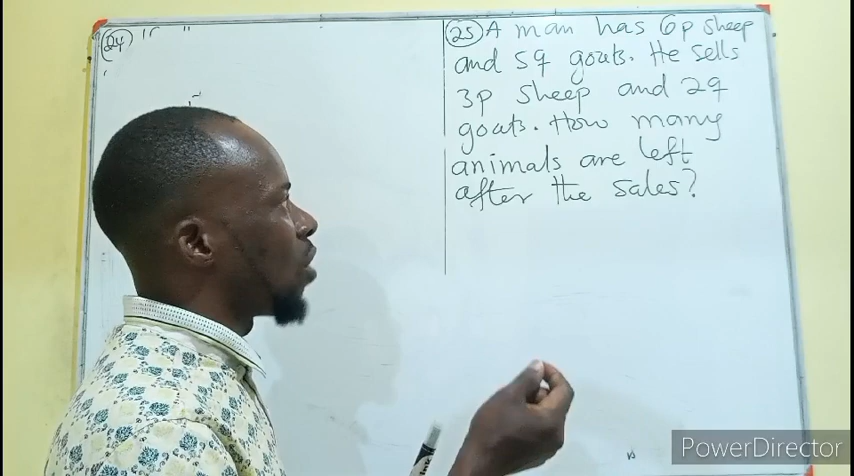 24
25 A man has 6p sheep
and 5q goats. He sells
3p sheep and 2q
goats. How many
animals are left
after the sales?
PowerDirector